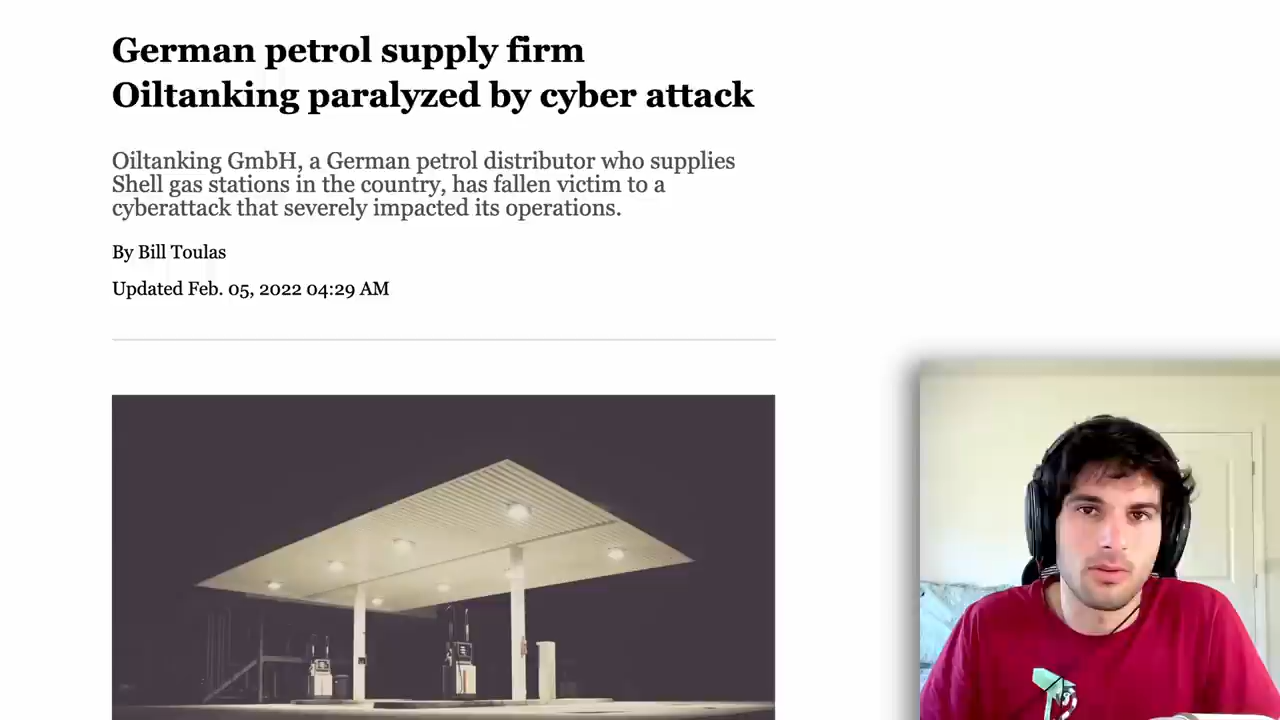 German petrol supply firm
Oiltanking paralyzed by cyber attack
Oiltanking GmbH, a German petrol distributor who supplies
Shell gas stations in the country, has fallen victim to a
cyberattack that severely impacted its operations.
By Bill Toulas
Updated Feb. 05, 2022 04:29 AM